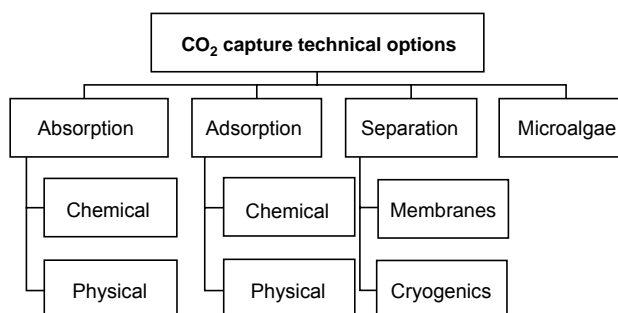 CO₂ capture technical options
Absorption
Adsorption
Separation
Microalgae
Chemical
Chemical
Membranes
Physical
Physical
Cryogenics